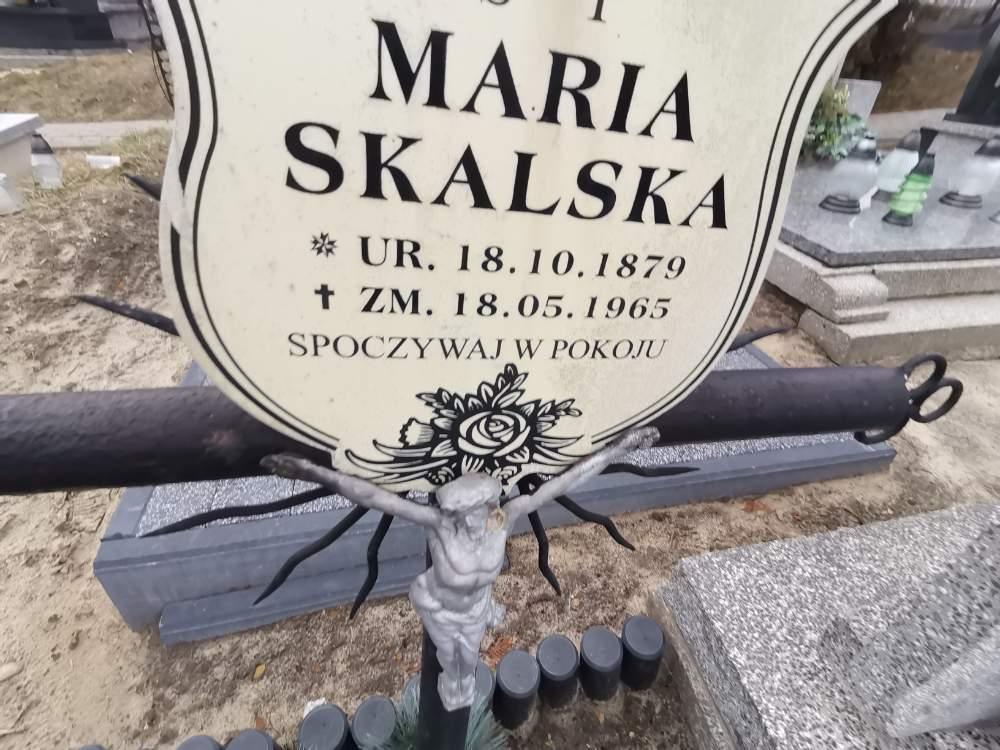 MARIA
SKALSKA
* UR. 18.10.1879
✝ ZM. 18.05.1965
SPOCZYWAJ W POKOJU